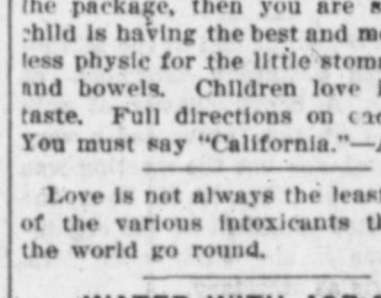 the package, then you are
child is having the best and
less physic for the little
and bowels. Children love
taste. Full directions on
You must say "California."—
Love is not always the
of the various intoxicants
the world go round.